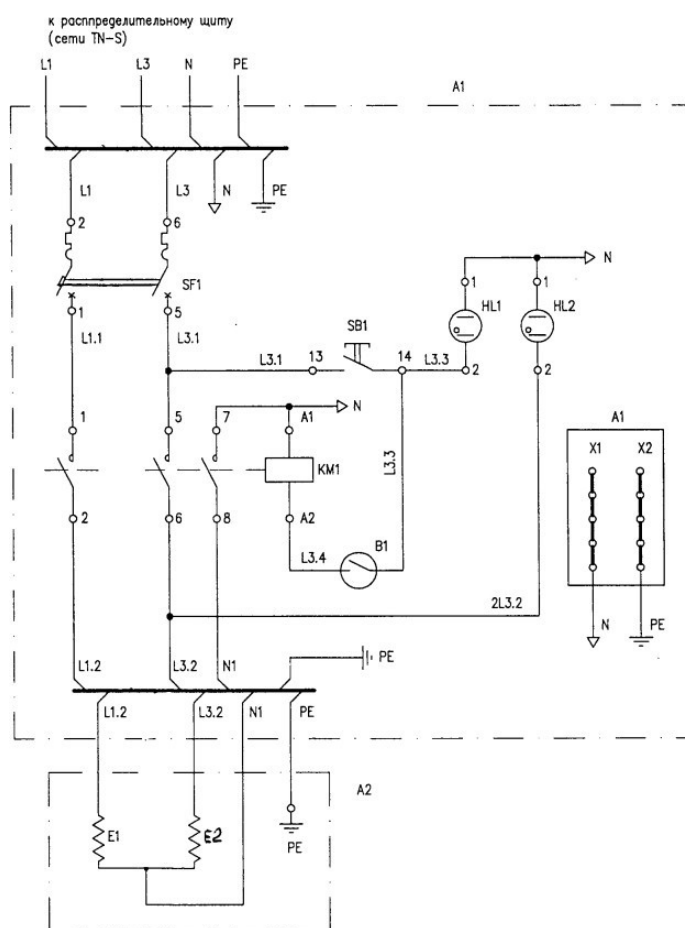 к распределительному щиту
(сети TN-S)
L1 L3 N PE
A1
L1 L3 N PE
2 6
SF1
1 5
L1.1 L3.1
1 1 N
HL1 HL2
SB1
L3.1 13 14 L3.3 2 2
1 5 7 A1 N
KM1
L3.3
2 6 8 A2
L3.4 B1
2L3.2
A1
X1 X2
N PE
PE
L1.2 L3.2 N1
L1.2 L3.2 N1 PE
A2
E1 E2
PE